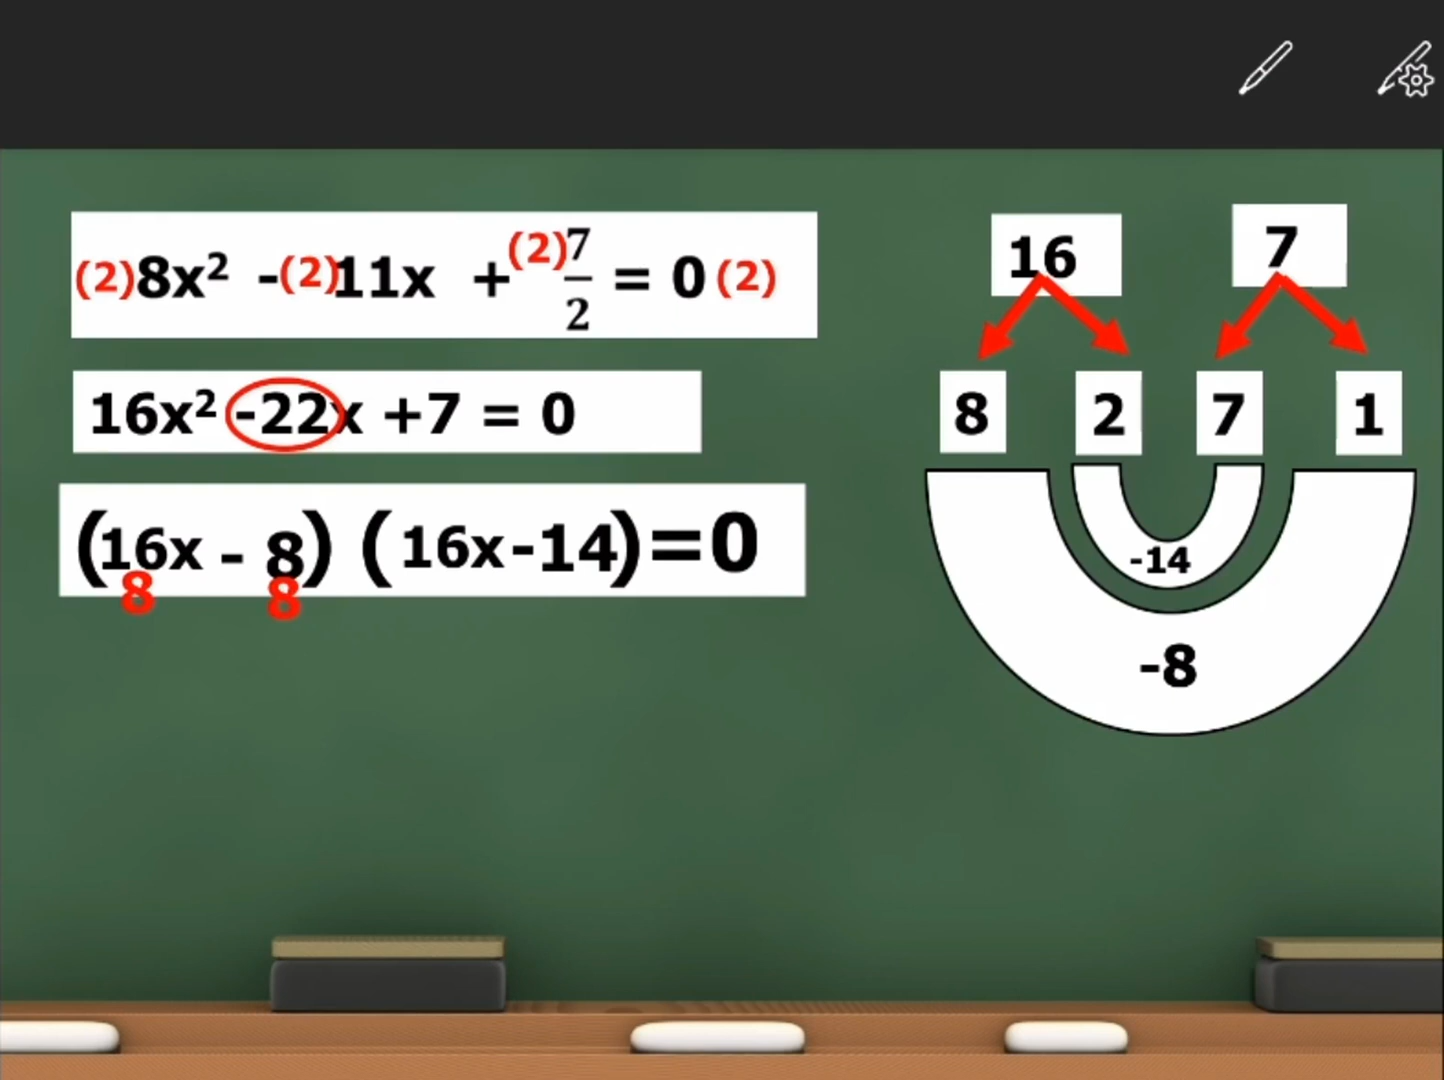 (2)8x² -(2)11x +(2)7/2 = 0(2)
16x² -22x +7 = 0
(16x - 8) (16x-14)=0
8 8
16 7
8 2 7 1
-14
-8